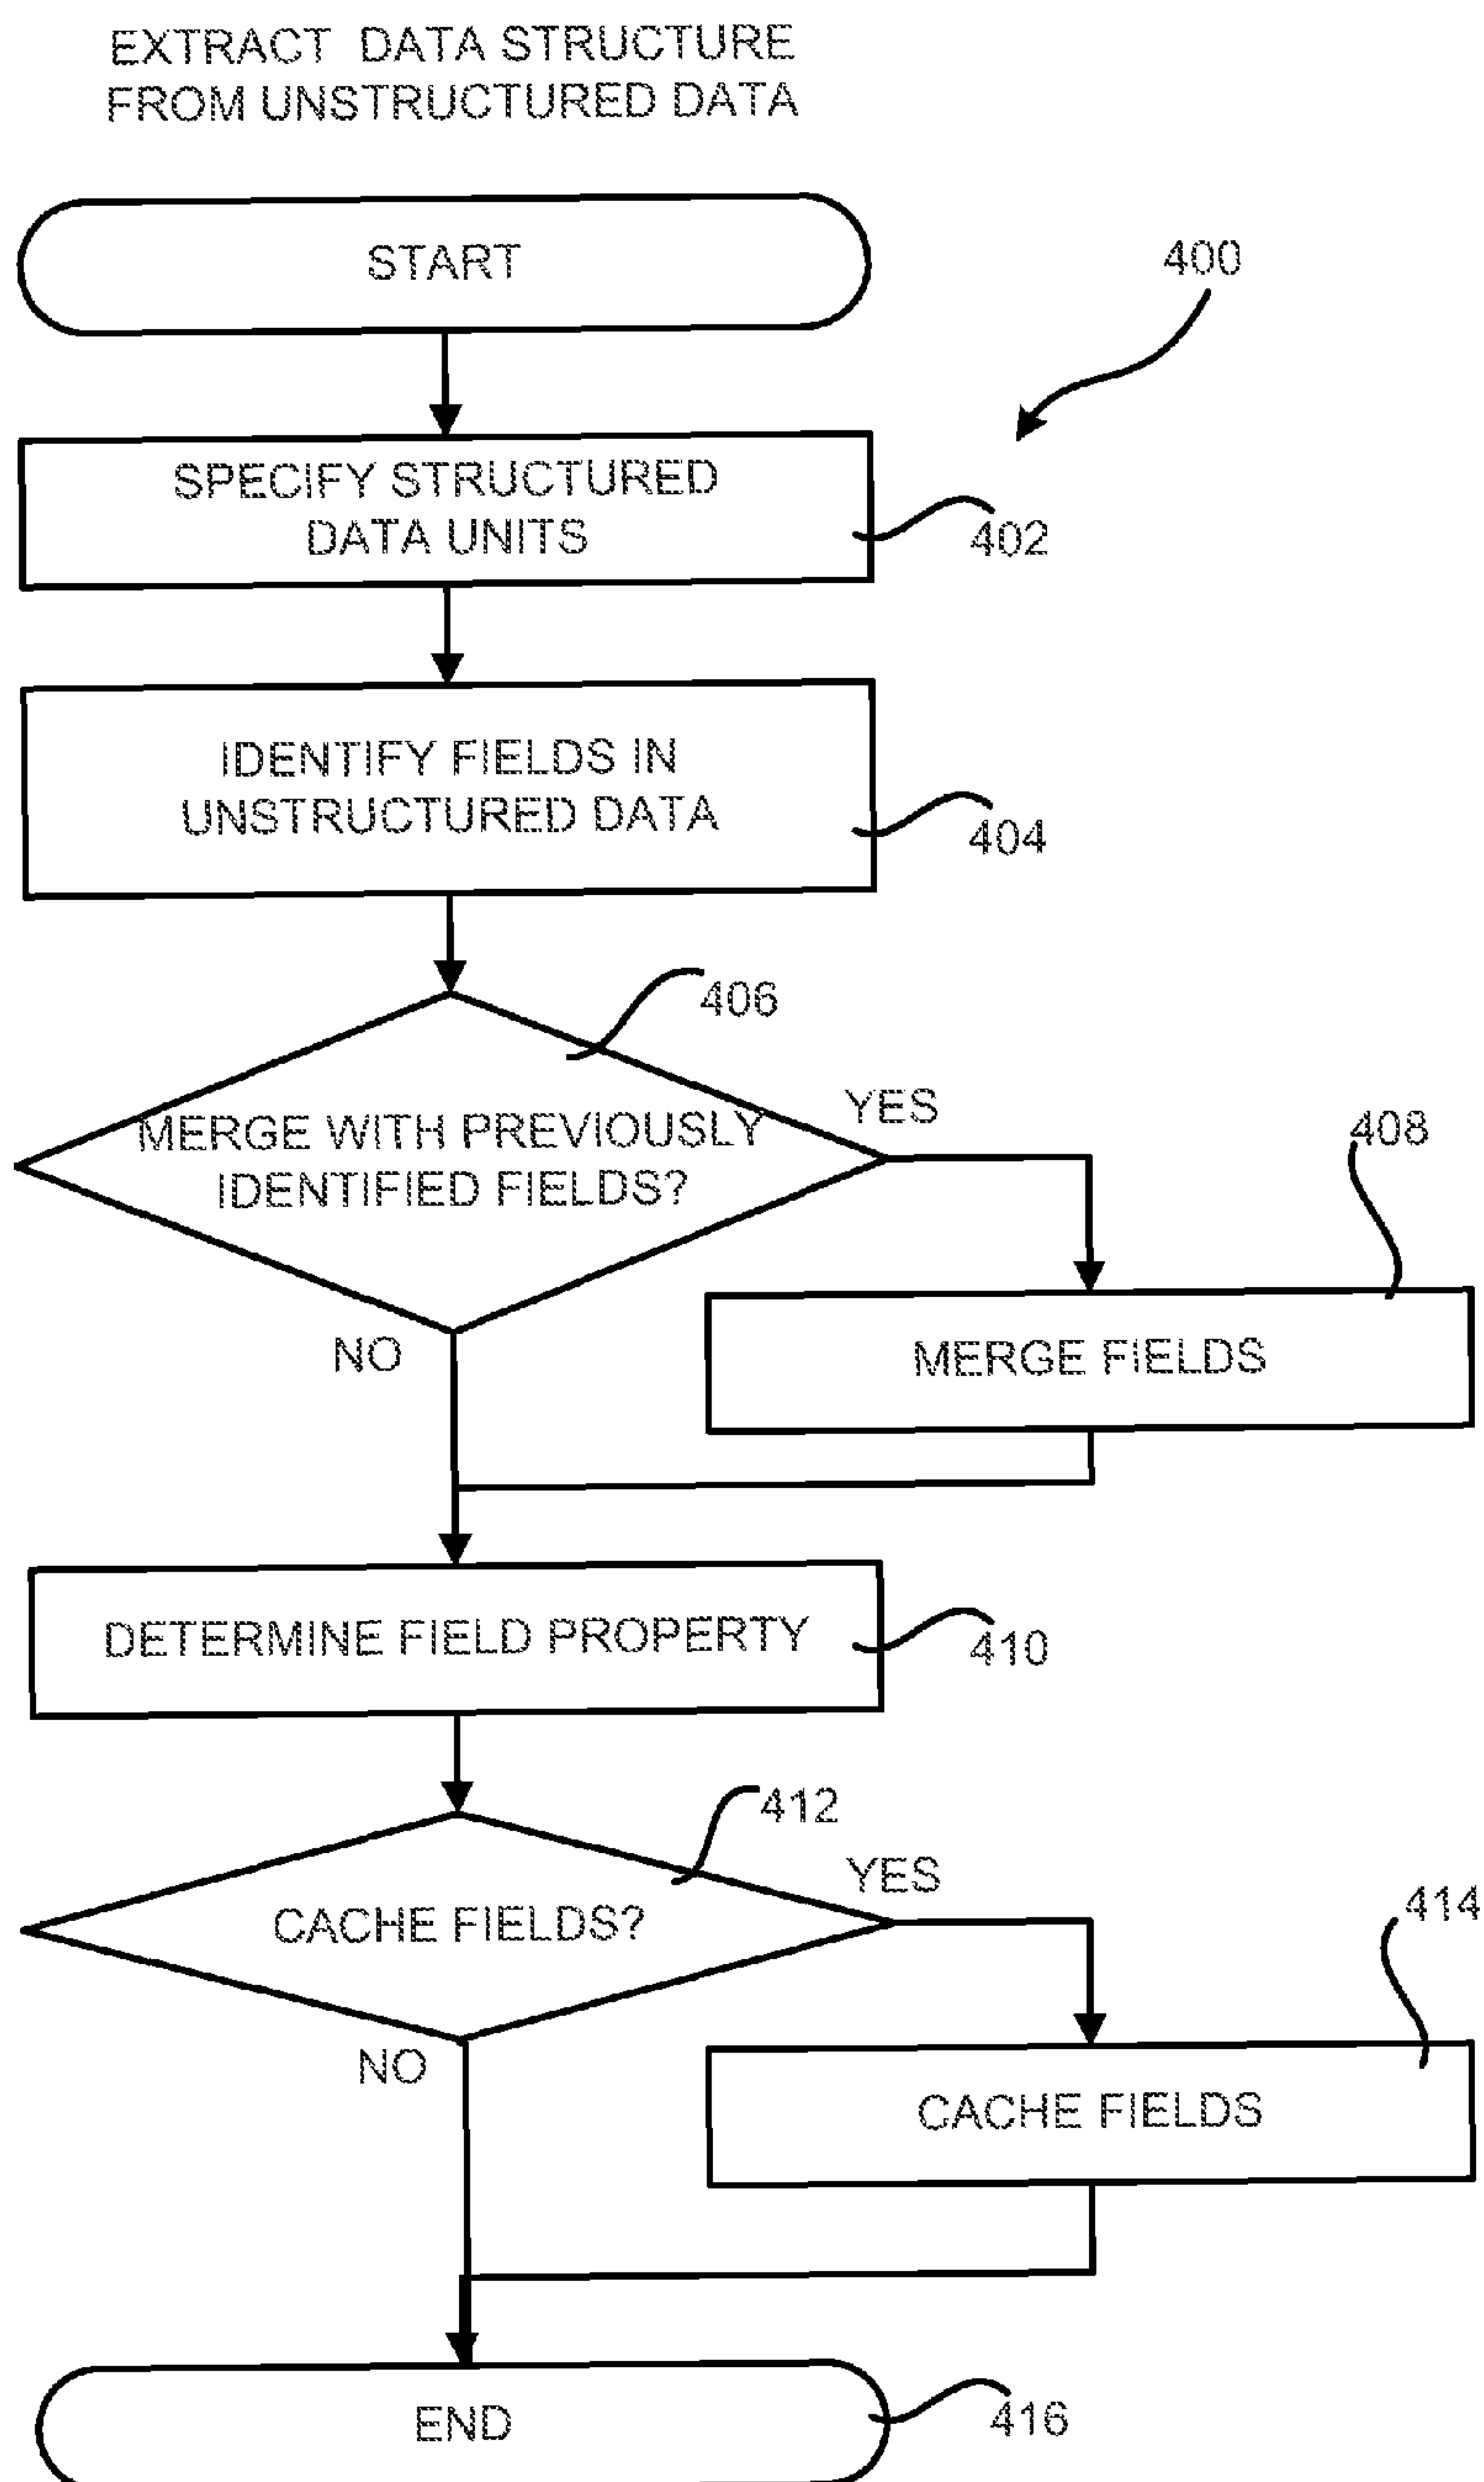 EXTRACT DATA STRUCTURE
FROM UNSTRUCTURED DATA
START
400
SPECIFY STRUCTURED
DATA UNITS
402
IDENTIFY FIELDS IN
UNSTRUCTURED DATA
404
406
MERGE WITH PREVIOUSLY
IDENTIFIED FIELDS?
YES
408
NO
MERGE FIELDS
DETERMINE FIELD PROPERTY
410
412
YES
CACHE FIELDS?
414
NO
CACHE FIELDS
END
416